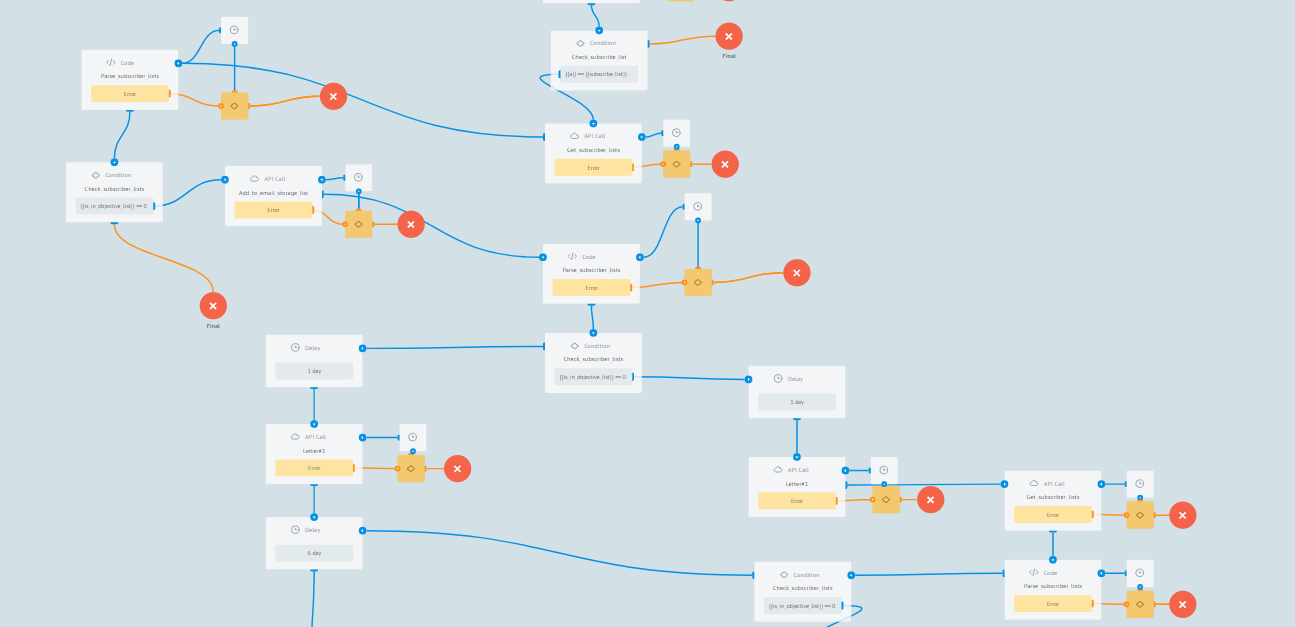 Condition
Check_subscribe_list
{{a}} == {{subscribe_list}}
Final
Code
Parse_subscriber_lists
Error
API Call
Get_subscriber_lists
Error
Condition
Check_subscriber_lists
{{is_in_objective_list}} == 0
API Call
Add_to_email_storage_list
Error
Final
Code
Parse_subscriber_lists
Error
Delay
1 day
Condition
Check_subscriber_lists
{{is_in_objective_list}} == 0
Delay
1 day
API Call
Letter#1
Error
API Call
Letter#1
Error
API Call
Get_subscriber_lists
Error
Delay
6 day
Condition
Check_subscriber_lists
{{is_in_objective_list}} == 0
Code
Parse_subscriber_lists
Error